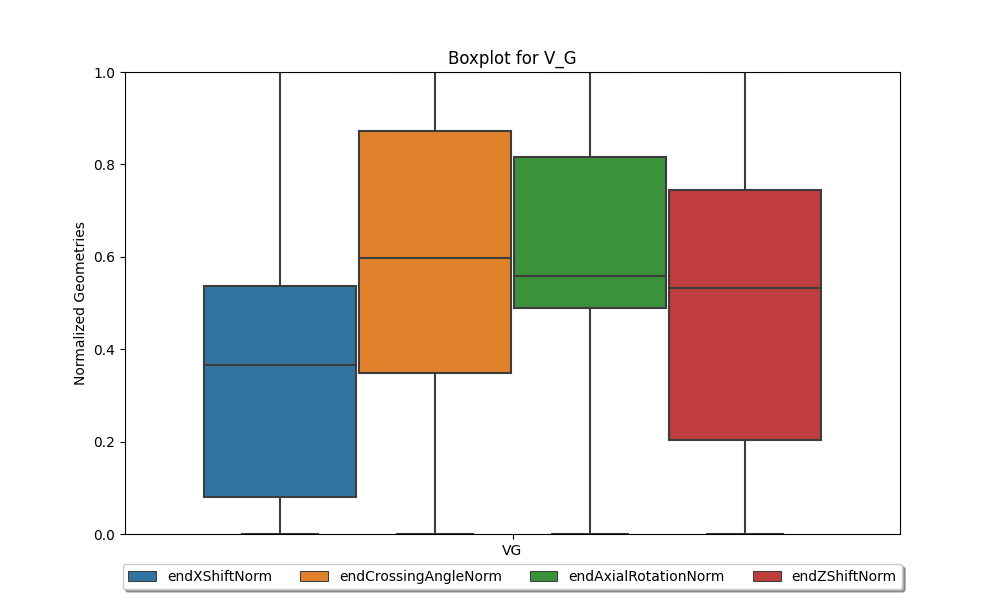 Boxplot for V_G
1.0
0.8
0.6
0.4
0.2
0.0
Normalized Geometries
VG
endXShiftNorm endCrossingAngleNorm endAxialRotationNorm endZShiftNorm